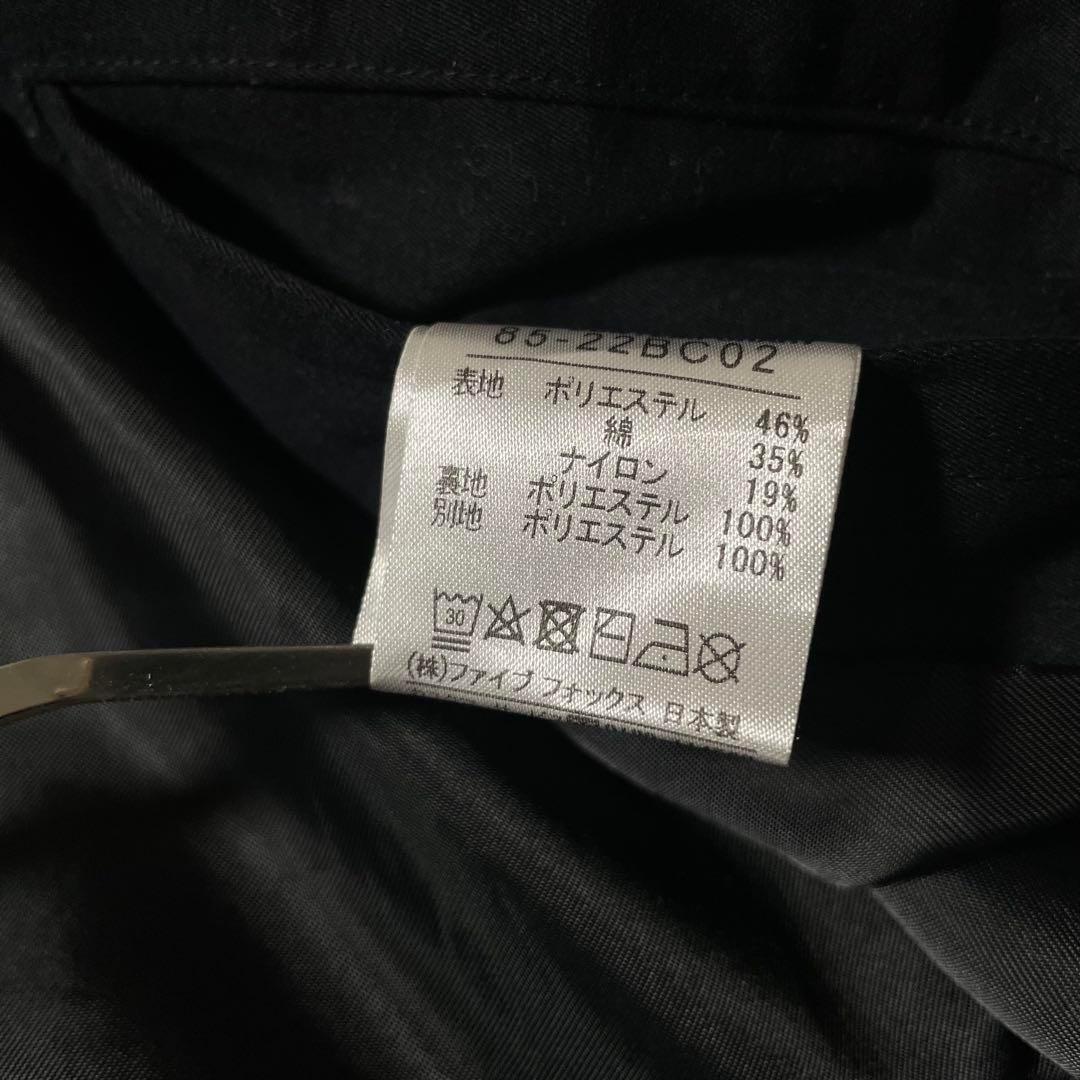 85-22BC02
表地 ポリエステル 46%
綿 35%
ナイロン 19%
裏地 ポリエステル 100%
別地 ポリエステル 100%
30
(株)ファイブ フォックス 日本製